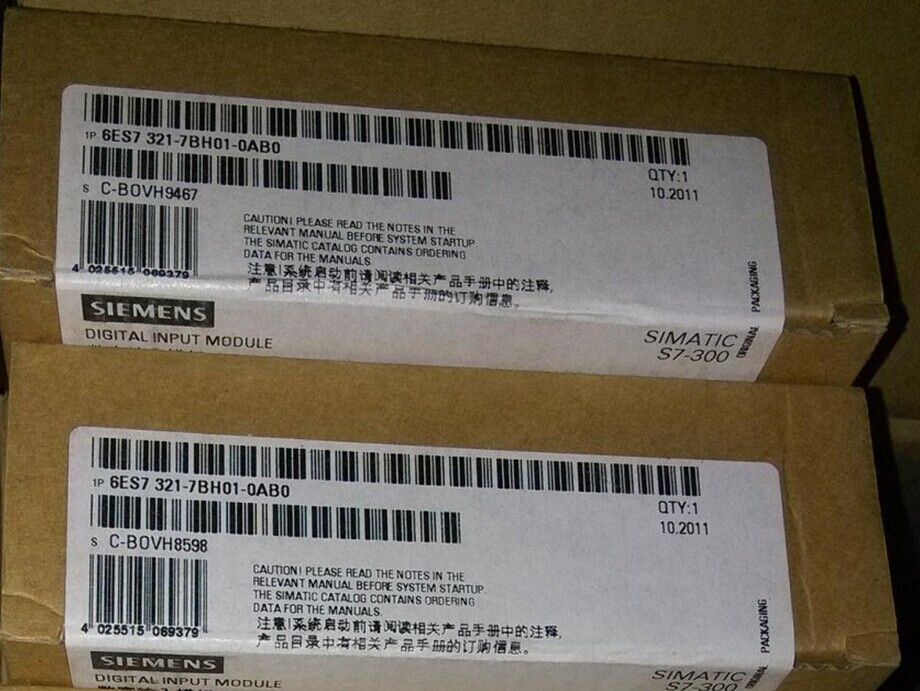 1P 6ES7 321-7BH01-0AB0
QTY:1
10.2011
S C-BOVH9467
CAUTION! PLEASE READ THE NOTES IN THE
RELEVANT MANUAL BEFORE SYSTEM STARTUP
THE SIMATIC CATALOG CONTAINS ORDERING
DATA FOR THE MANUALS.
注意!系统启动前请阅读相关产品手册中的注释,
产品目录中有相关产品手册的订购信息。
4 025515 069379
SIEMENS
DIGITAL INPUT MODULE
SIMATIC
S7-300
ORIGINAL PACKAGING
1P 6ES7 321-7BH01-0AB0
QTY:1
10.2011
S C-BOVH8598
CAUTION! PLEASE READ THE NOTES IN THE
RELEVANT MANUAL BEFORE SYSTEM STARTUP.
THE SIMATIC CATALOG CONTAINS ORDERING
DATA FOR THE MANUALS.
注意!系统启动前请阅读相关产品手册中的注释,
产品目录中有相关产品手册的订购信息。
4 025515 069379
SIEMENS
DIGITAL INPUT MODULE
SIMATIC
S7-300
ORIGINAL PACKAGING